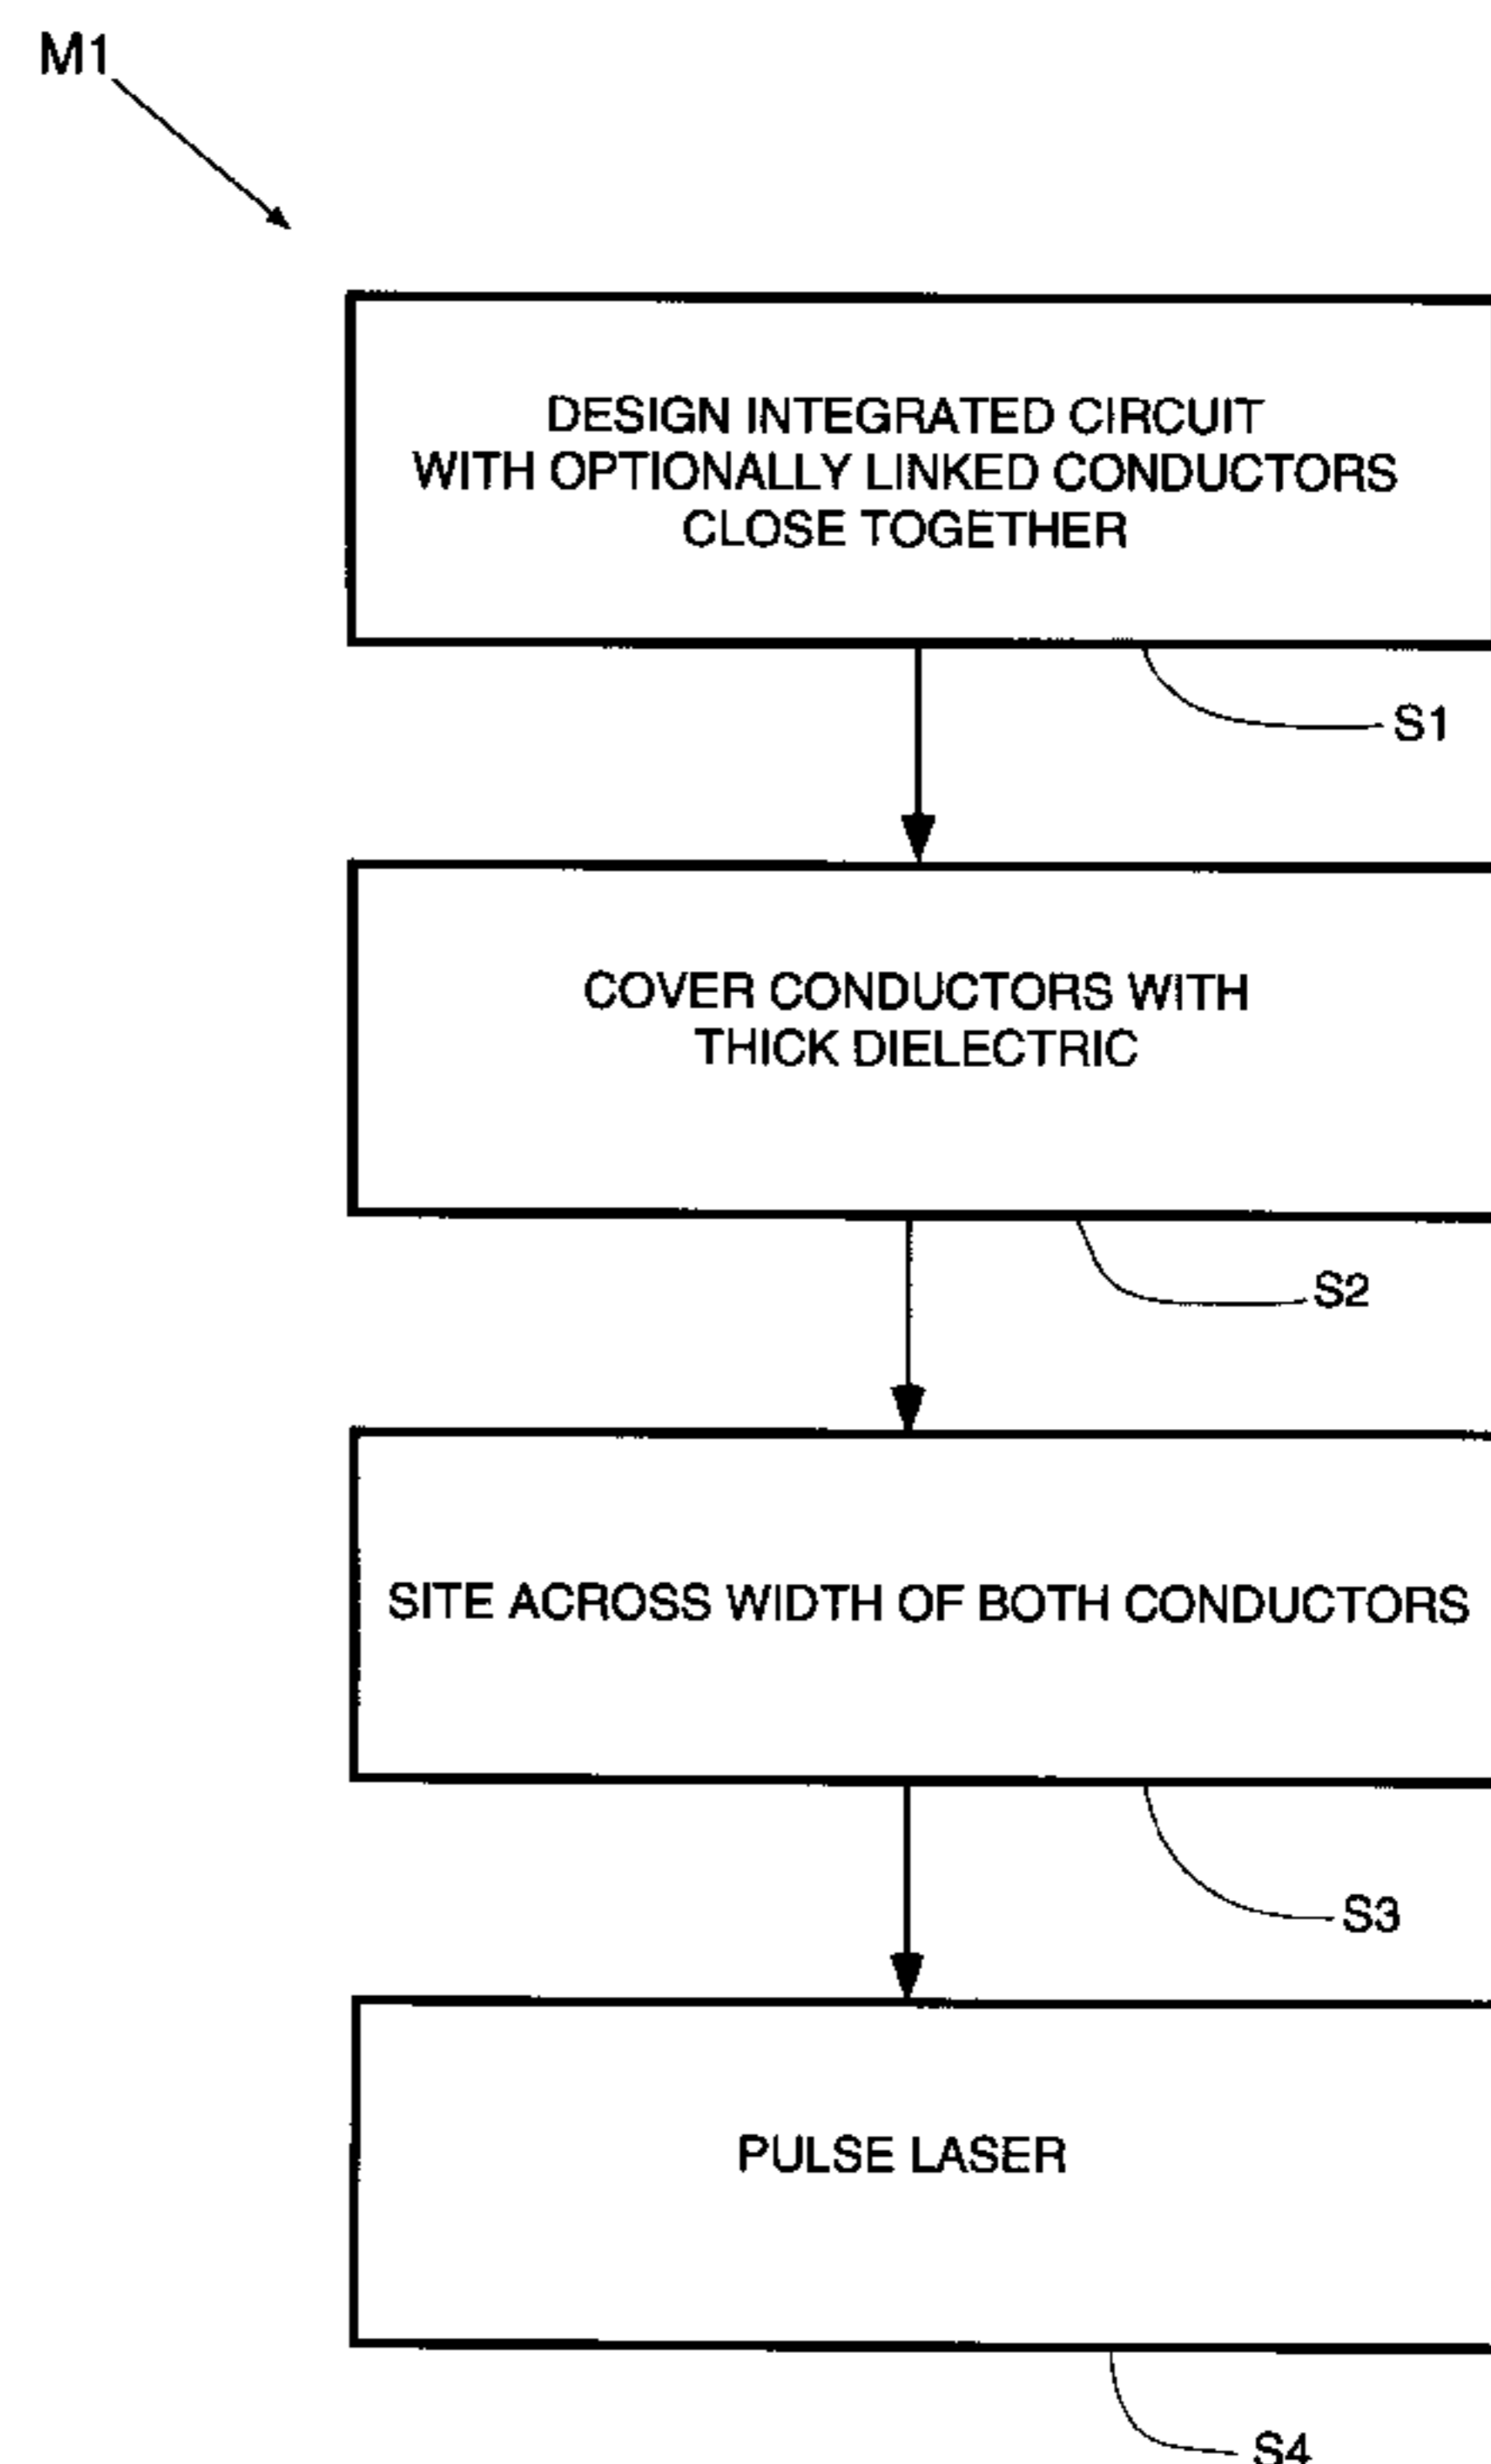 M1
DESIGN INTEGRATED CIRCUIT
WITH OPTIONALLY LINKED CONDUCTORS
CLOSE TOGETHER
S1
COVER CONDUCTORS WITH
THICK DIELECTRIC
S2
SITE ACROSS WIDTH OF BOTH CONDUCTORS
S3
PULSE LASER
S4